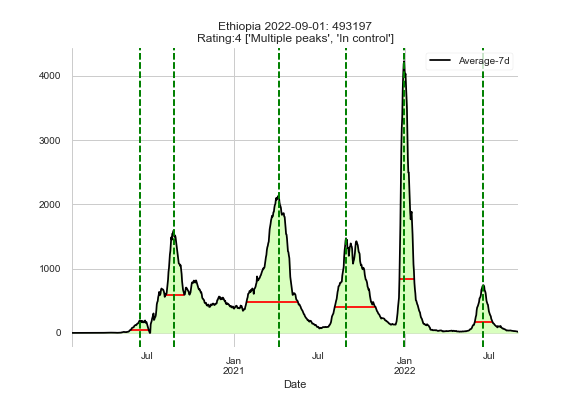 Ethiopia 2022-09-01: 493197
Rating:4 ['Multiple peaks', 'In control']
Average-7d
4000
3000
2000
1000
0
Jul
Jan
2021
Jul
Jan
2022
Jul
Date